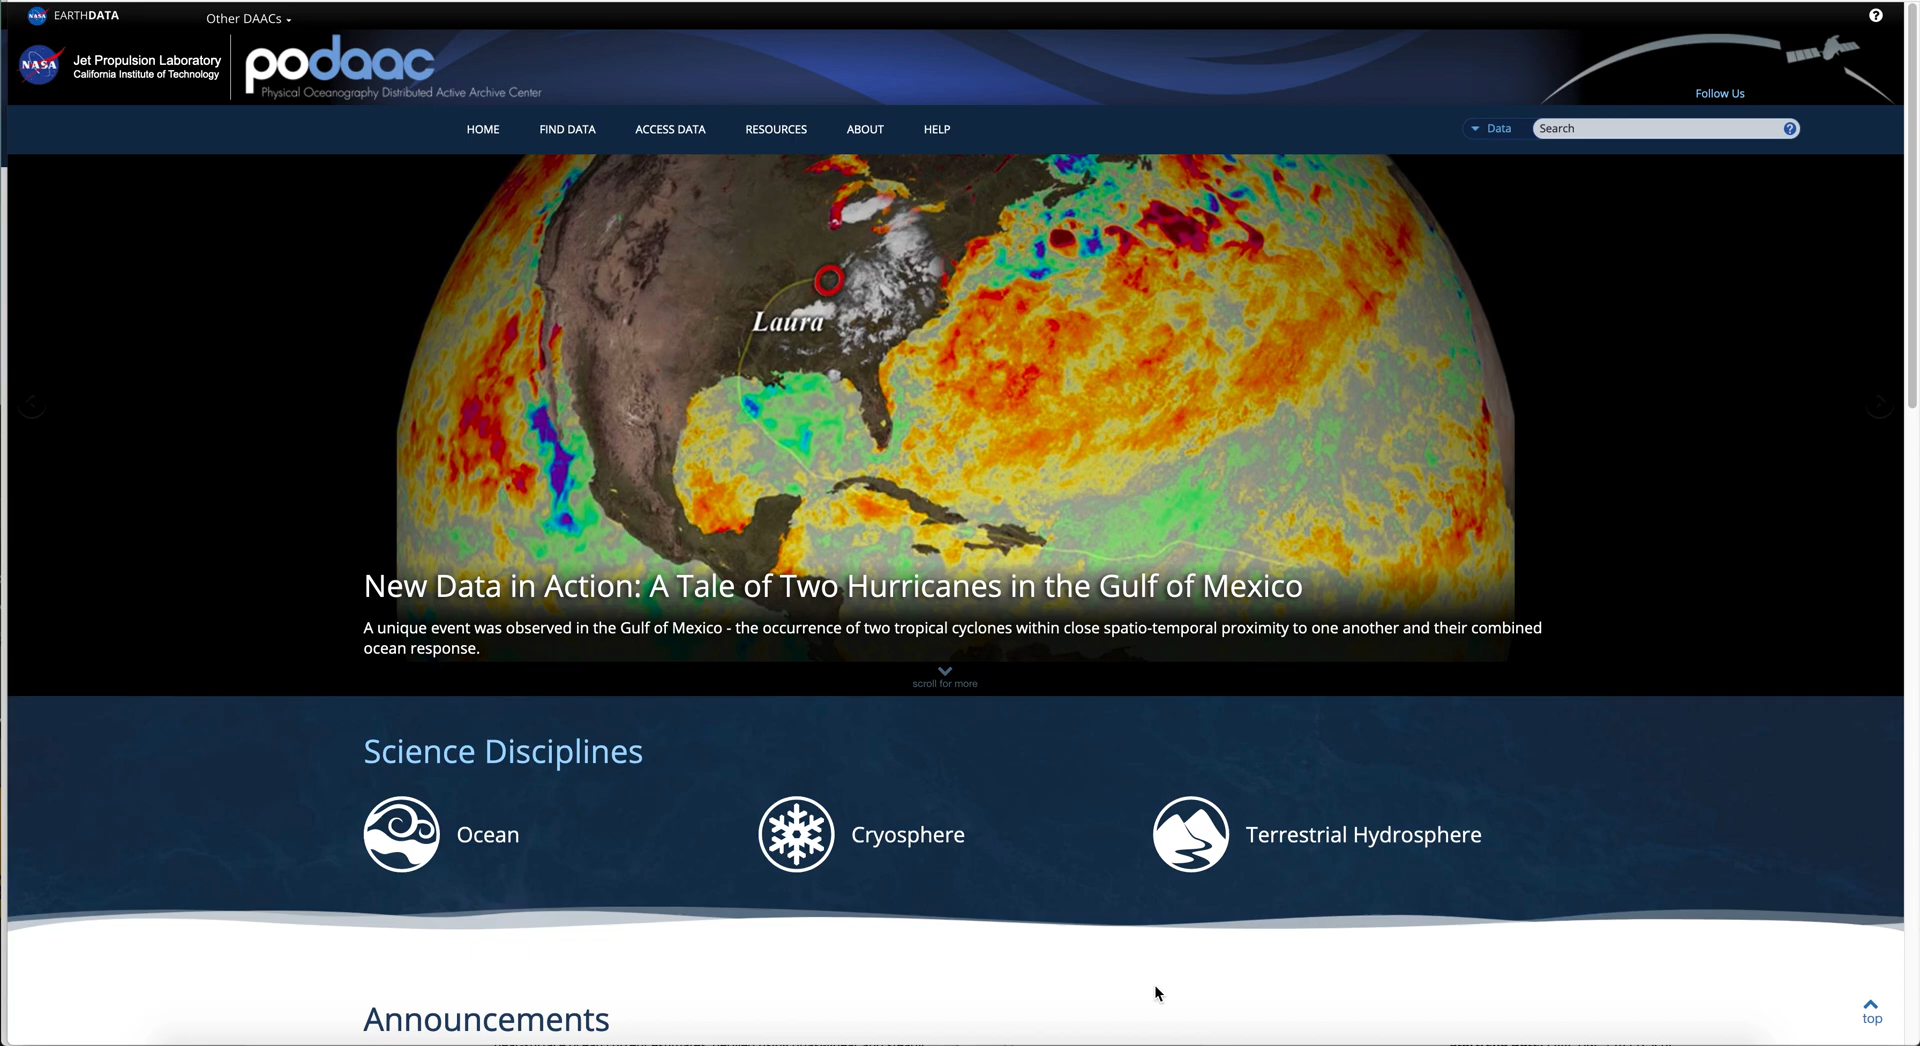 NASA EARTHDATA Other DAACs
NASA Jet Propulsion Laboratory
California Institute of Technology
podaac
Physical Oceanography Distributed Active Archive Center
Follow Us
HOME FIND DATA ACCESS DATA RESOURCES ABOUT HELP Data Search
Laura
New Data in Action: A Tale of Two Hurricanes in the Gulf of Mexico
A unique event was observed in the Gulf of Mexico - the occurrence of two tropical cyclones within close spatio-temporal proximity to one another and their combined
ocean response.
scroll for more
Science Disciplines
Ocean Cryosphere Terrestrial Hydrosphere
Announcements
top